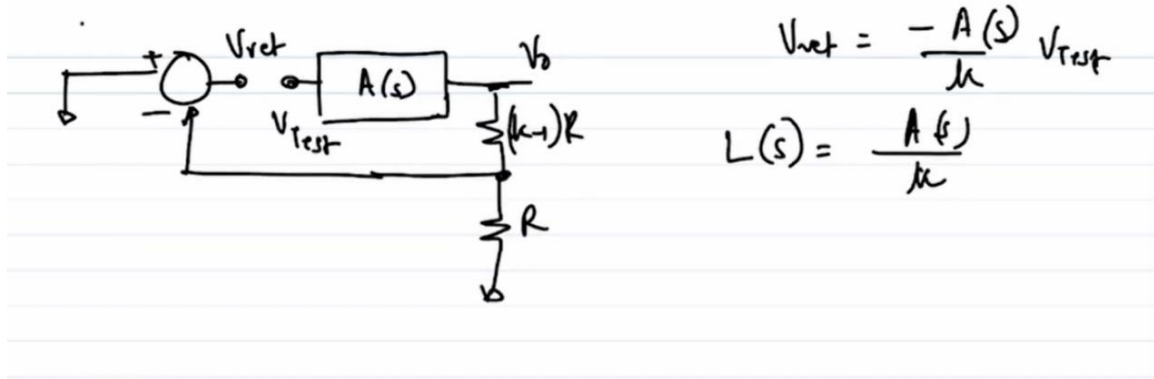 +
Vret
Vo
A(s)
−
VTest
(k-1)R
R
Vret = -A(s)/k VTest
L(s) = A(s)/k